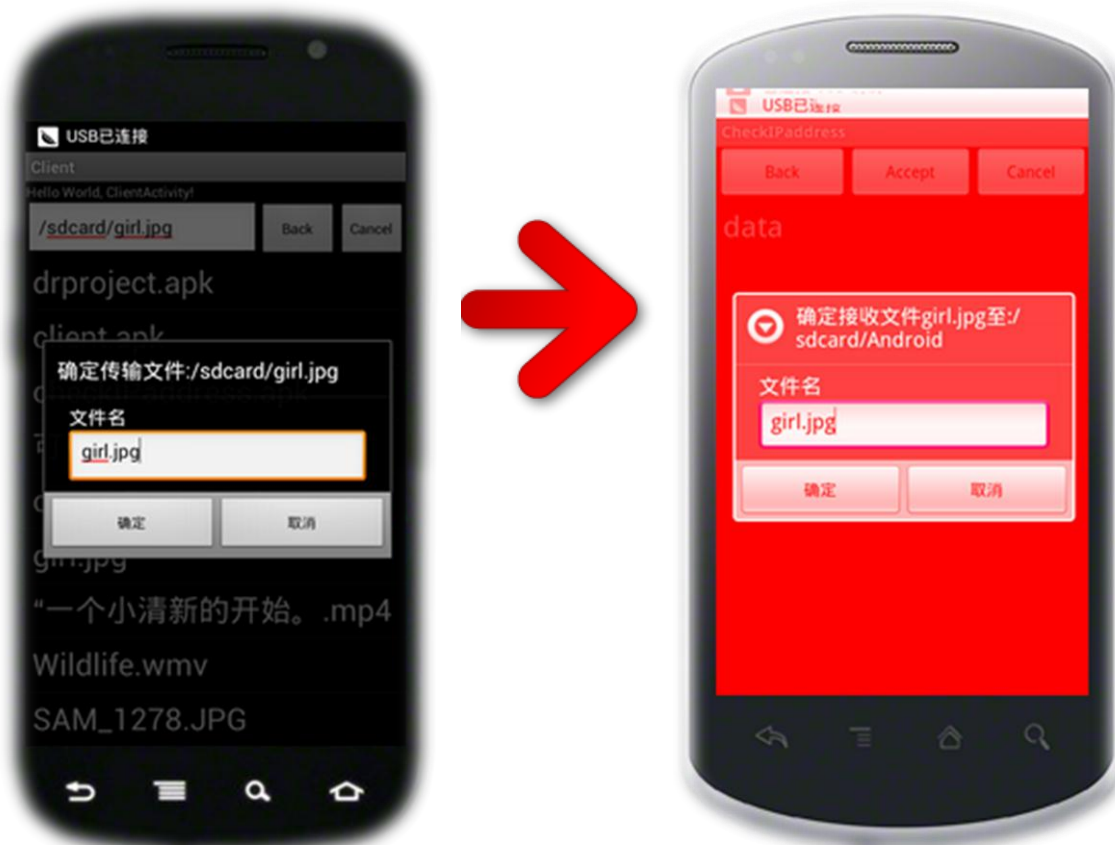 USB已连接
Client
Hello World, ClientActivity!
/sdcard/girl.jpg
Back
Cancel
drproject.apk
client.apk
确定传输文件:/sdcard/girl.jpg
文件名
girl.jpg
确定
取消
girl.jpg
“一个小清新的开始。.mp4
Wildlife.wmv
SAM_1278.JPG
USB已连接
CheckIPaddress
Back
Accept
Cancel
data
确定接收文件girl.jpg至:/
sdcard/Android
文件名
girl.jpg
确定
取消